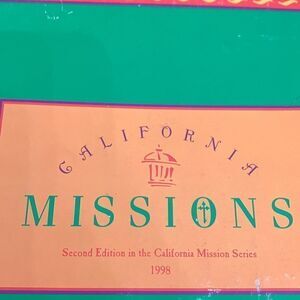 CALIFORNIA
MISSIONS
Second Edition in the California Mission Series
1998